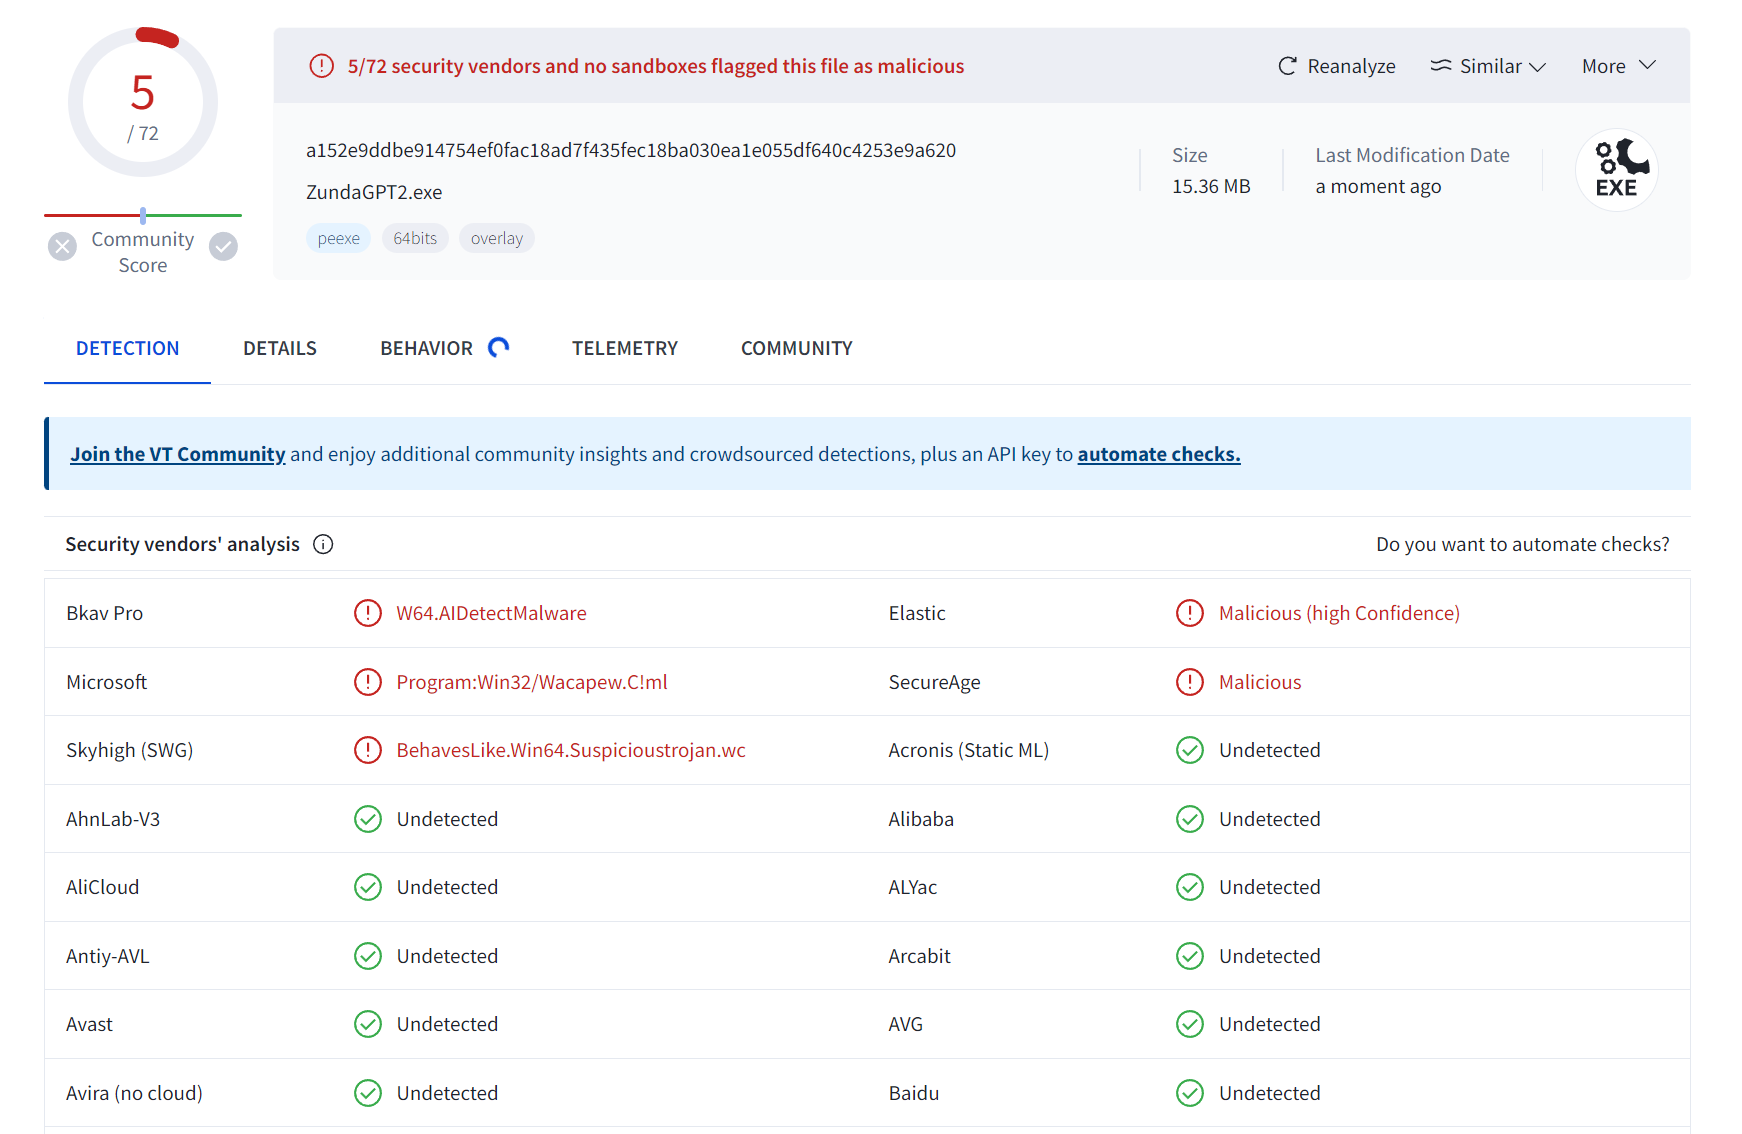 5
/ 72
Community
Score
5/72 security vendors and no sandboxes flagged this file as malicious
Reanalyze
Similar
More
a152e9ddbe914754ef0fac18ad7f435fec18ba030ea1e055df640c4253e9a620
ZundaGPT2.exe
peexe
64bits
overlay
Size
15.36 MB
Last Modification Date
a moment ago
EXE
DETECTION
DETAILS
BEHAVIOR
TELEMETRY
COMMUNITY
Join the VT Community and enjoy additional community insights and crowdsourced detections, plus an API key to automate checks.
Security vendors' analysis
Do you want to automate checks?
Bkav Pro
W64.AIDetectMalware
Elastic
Malicious (high Confidence)
Microsoft
Program:Win32/Wacapew.C!ml
SecureAge
Malicious
Skyhigh (SWG)
BehavesLike.Win64.Suspicioustrojan.wc
Acronis (Static ML)
Undetected
AhnLab-V3
Undetected
Alibaba
Undetected
AliCloud
Undetected
ALYac
Undetected
Antiy-AVL
Undetected
Arcabit
Undetected
Avast
Undetected
AVG
Undetected
Avira (no cloud)
Undetected
Baidu
Undetected